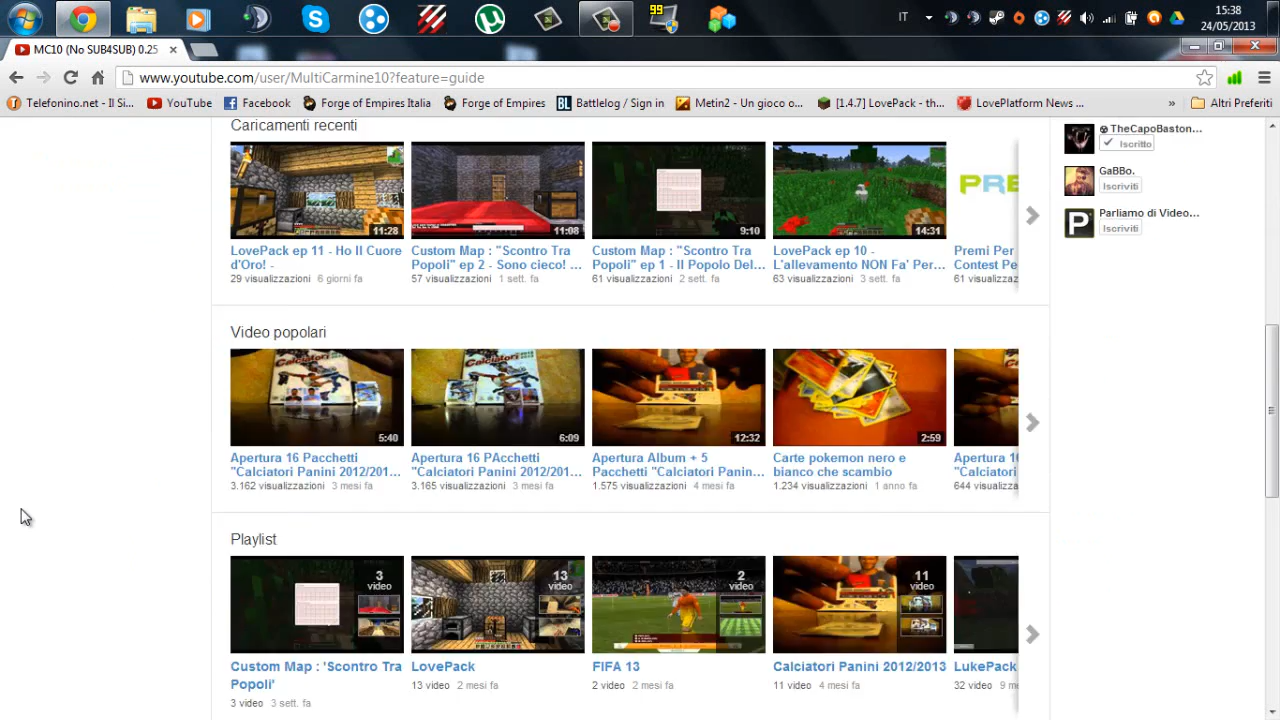 99
IT
15:38
24/05/2013
MC10 (No SUB4SUB) 0.25
www.youtube.com/user/MultiCarmine10?feature=guide
Telefonino.net - Il Si...
YouTube
Facebook
Forge of Empires Italia
Forge of Empires
Battlelog / Sign in
Metin2 - Un gioco o...
[1.4.7] LovePack - th...
LovePlatform News ...
»
Altri Preferiti
Caricamenti recenti
11:28
11:08
9:10
14:31
PRE
LovePack ep 11 - Ho Il Cuore
d'Oro! -
29 visualizzazioni 6 giorni fa
Custom Map : "Scontro Tra
Popoli" ep 2 - Sono cieco! ...
57 visualizzazioni 1 sett. fa
Custom Map : "Scontro Tra
Popoli" ep 1 - Il Popolo Del...
61 visualizzazioni 2 sett. fa
LovePack ep 10 -
L'allevamento NON Fa' Per...
63 visualizzazioni 3 sett. fa
Premi Per
Contest Pe
61 visualizza
TheCapoBaston...
Iscritto
GaBBo.
Iscriviti
Parliamo di Video...
Iscriviti
Video popolari
5:40
6:09
12:32
2:59
Apertura 16 Pacchetti
"Calciatori Panini 2012/201...
3.162 visualizzazioni 3 mesi fa
Apertura 16 PAcchetti
"Calciatori Panini 2012/201...
3.165 visualizzazioni 3 mesi fa
Apertura Album + 5
Pacchetti "Calciatori Panin...
1.575 visualizzazioni 4 mesi fa
Carte pokemon nero e
bianco che scambio
1.234 visualizzazioni 1 anno fa
Apertura 1
"Calciatori
644 visualizza
Playlist
3
video
13
video
2
video
11
video
Custom Map : 'Scontro Tra
Popoli'
3 video 3 sett. fa
LovePack
13 video 2 mesi fa
FIFA 13
2 video 2 mesi fa
Calciatori Panini 2012/2013
11 video 4 mesi fa
LukePack
32 video 9 me